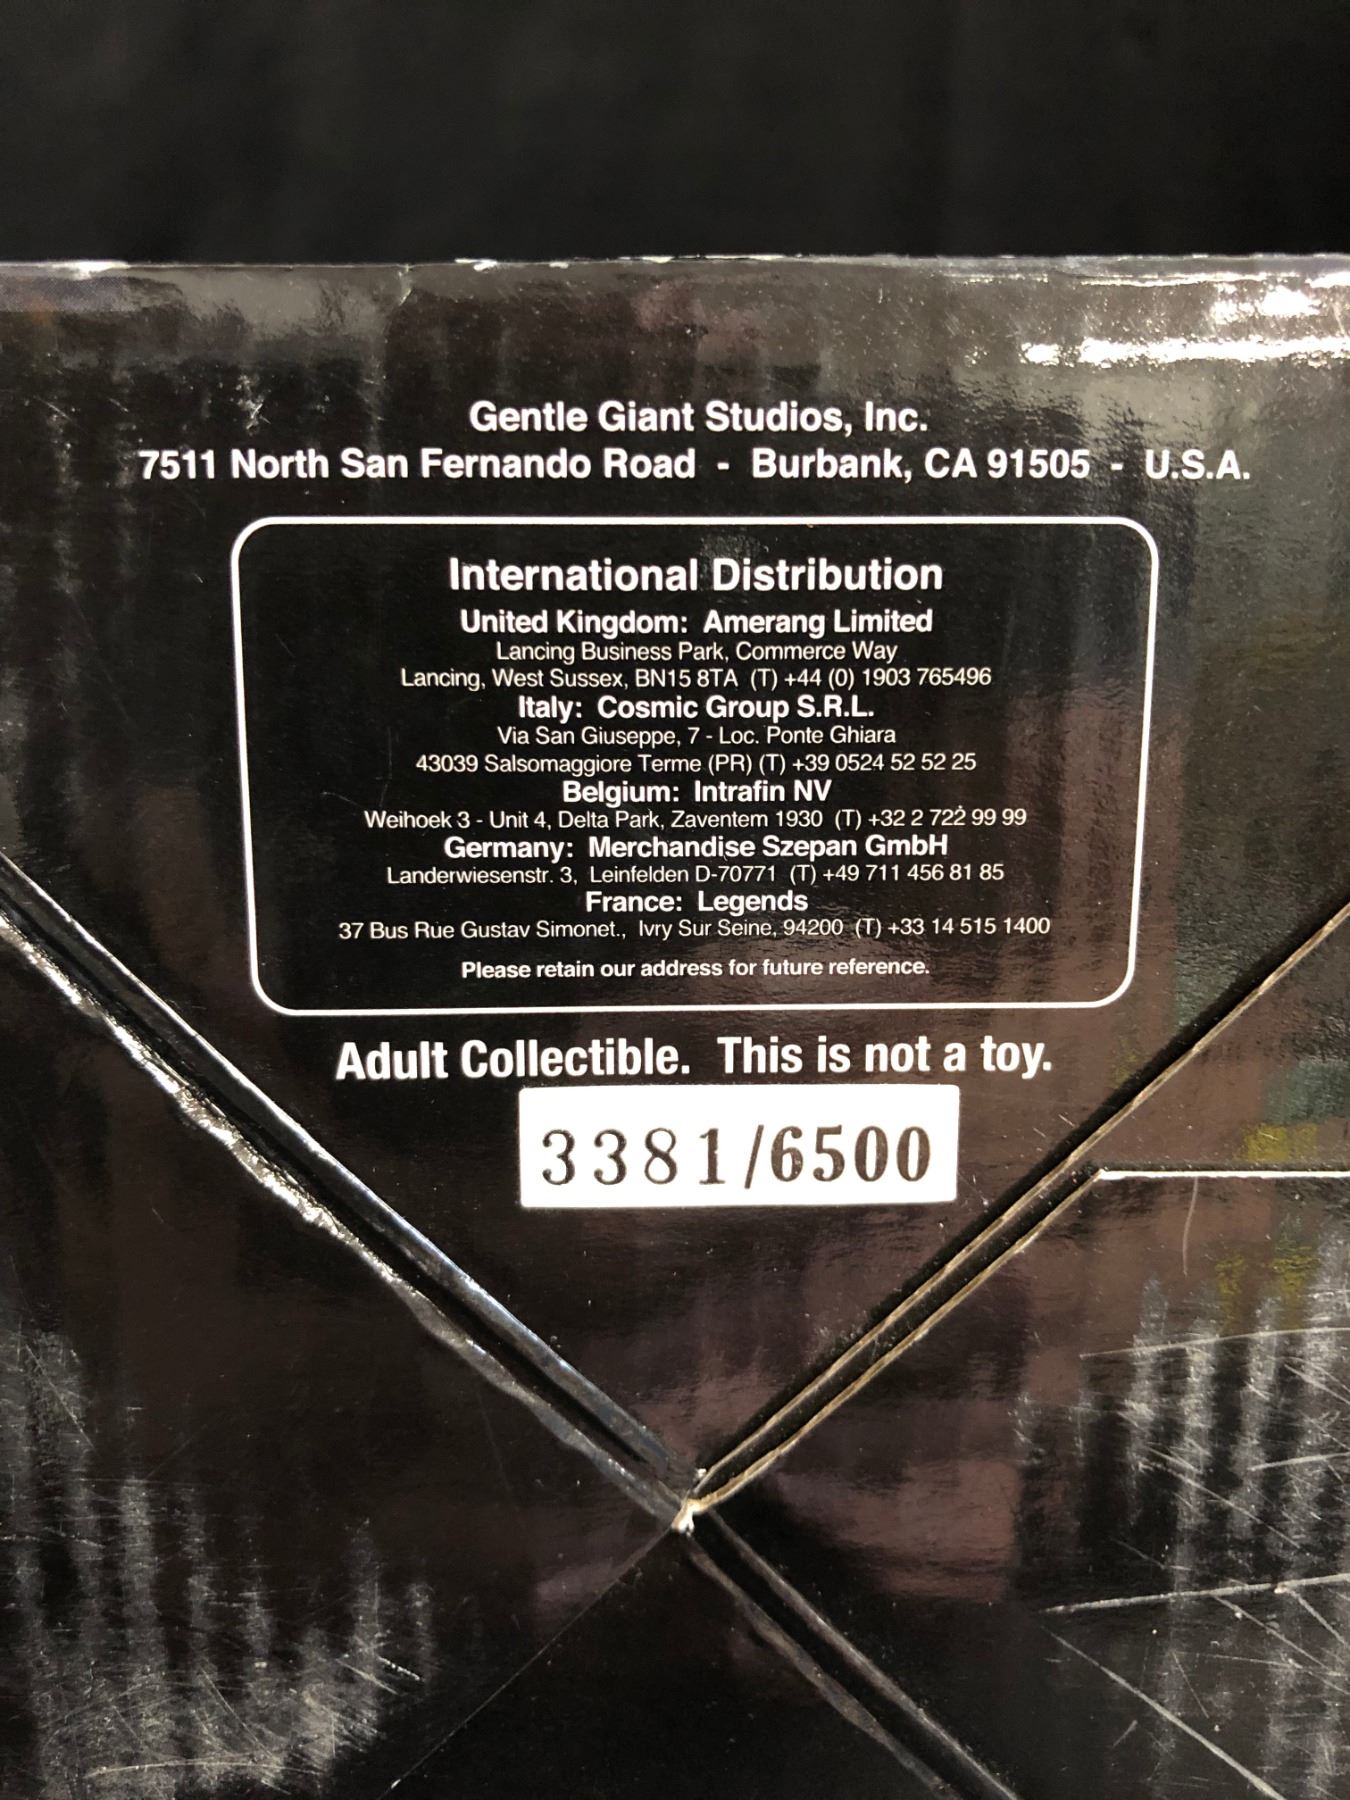 Gentle Giant Studios, Inc.
7511 North San Fernando Road - Burbank, CA 91505 - U.S.A.
International Distribution
United Kingdom: Amerang Limited
Lancing Business Park, Commerce Way
Lancing, West Sussex, BN15 8TA (T) +44 (0) 1903 765496
Italy: Cosmic Group S.R.L.
Via San Giuseppe, 7 - Loc. Ponte Ghiara
43039 Salsomaggiore Terme (PR) (T) +39 0524 52 52 25
Belgium: Intrafin NV
Weihoek 3 - Unit 4, Delta Park, Zaventem 1930 (T) +32 2 722 99 99
Germany: Merchandise Szepan GmbH
Landerwiesenstr. 3, Leinfelden D-70771 (T) +49 711 456 81 85
France: Legends
37 Bus Rue Gustav Simonet., Ivry Sur Seine, 94200 (T) +33 14 515 1400
Please retain our address for future reference.
Adult Collectible. This is not a toy.
3381/6500